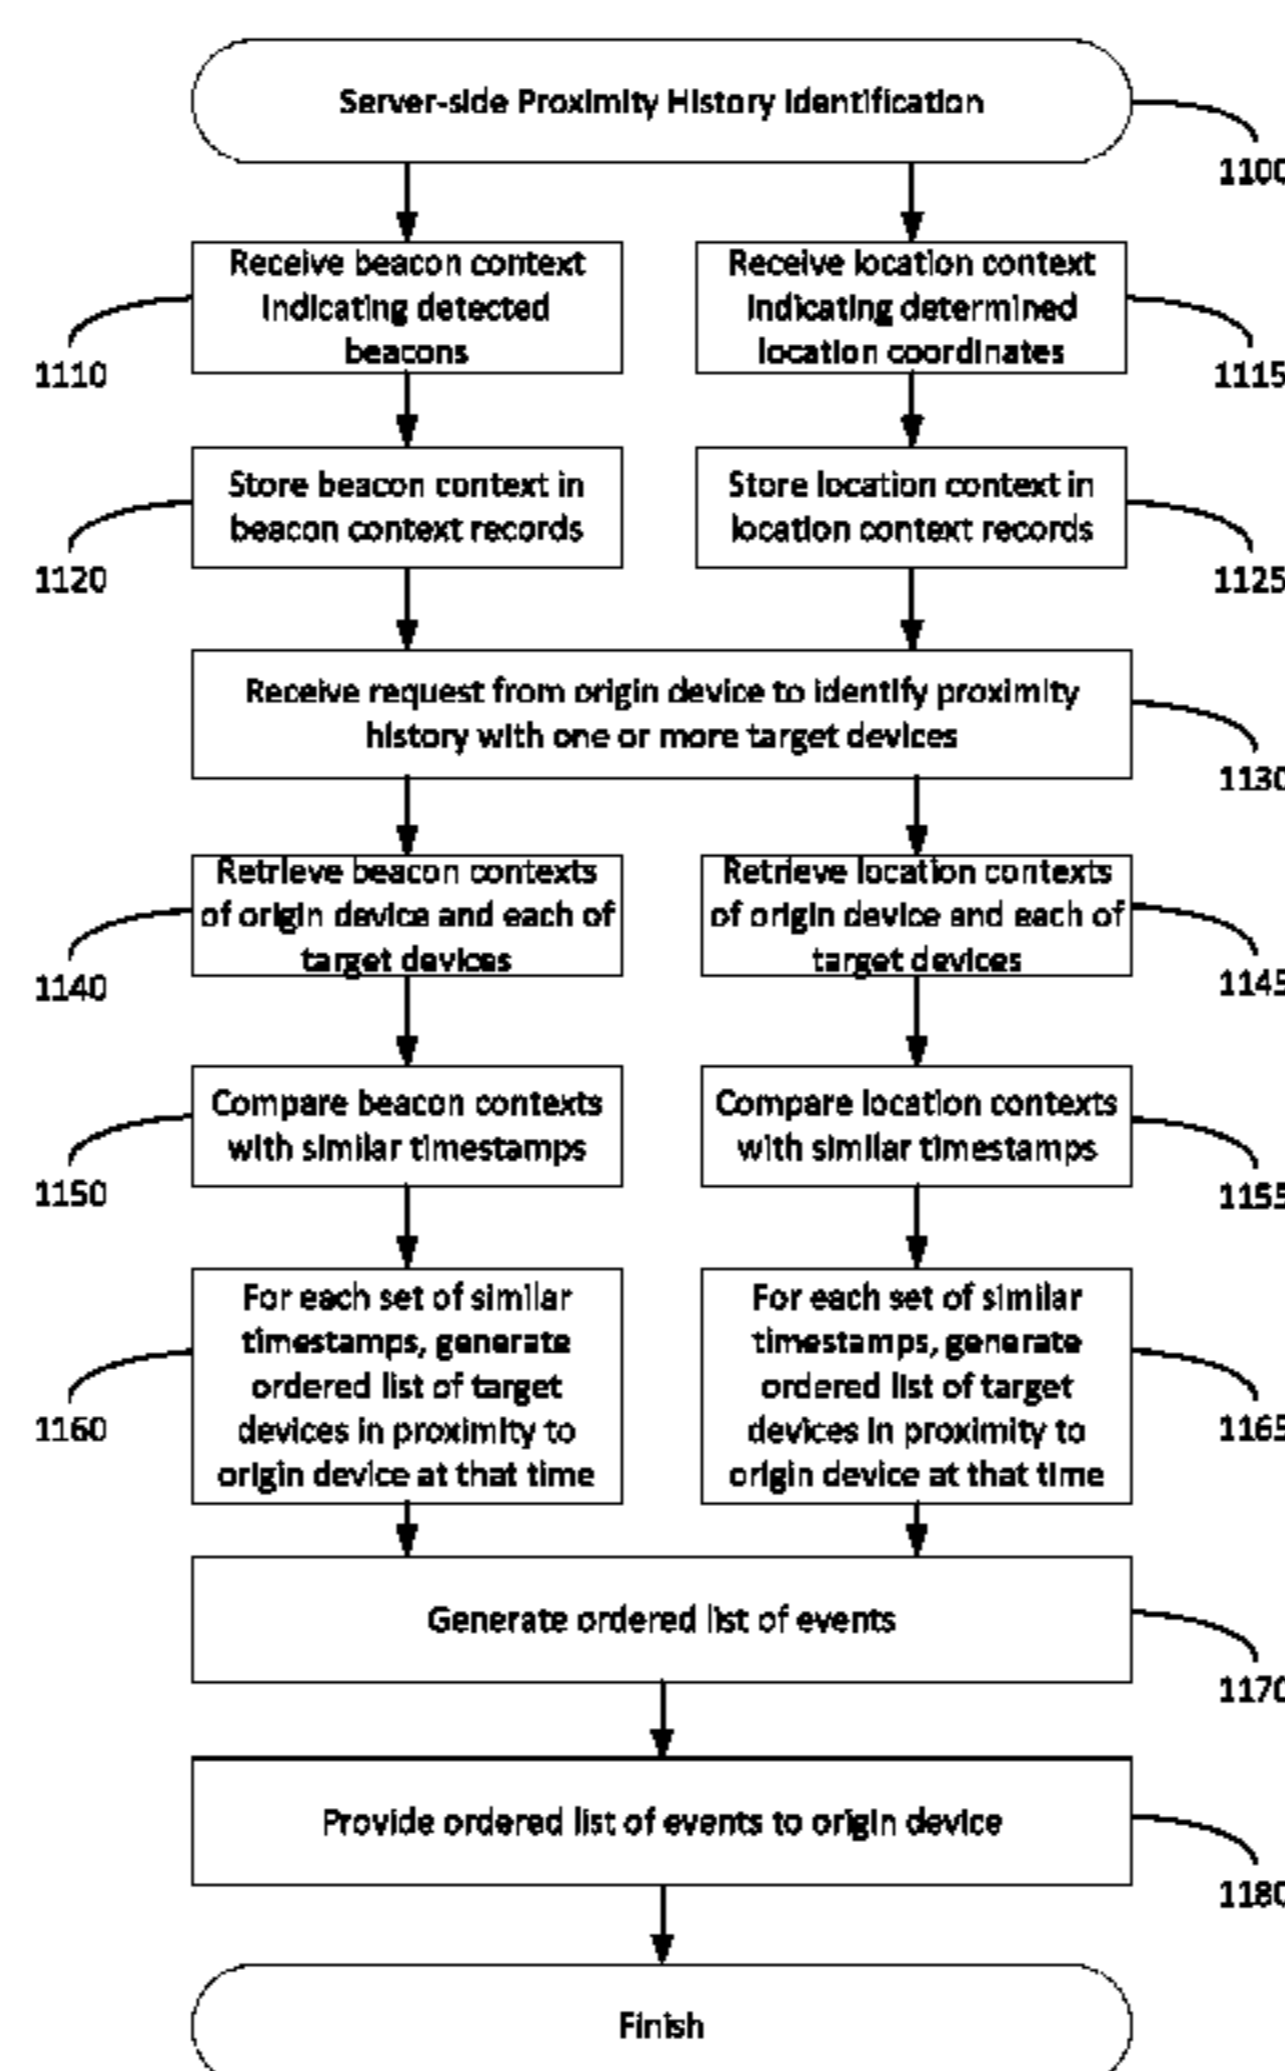 Server-side Proximity History Identification
1100
Receive beacon context
indicating detected
beacons
1110
Receive location context
indicating determined
location coordinates
1115
Store beacon context in
beacon context records
1120
Store location context in
location context records
1125
Receive request from origin device to identify proximity
history with one or more target devices
1130
Retrieve beacon contexts
of origin device and each of
target devices
1140
Retrieve location contexts
of origin device and each of
target devices
1145
Compare beacon contexts
with similar timestamps
1150
Compare location contexts
with similar timestamps
1155
For each set of similar
timestamps, generate
ordered list of target
devices in proximity to
origin device at that time
1160
For each set of similar
timestamps, generate
ordered list of target
devices in proximity to
origin device at that time
1165
Generate ordered list of events
1170
Provide ordered list of events to origin device
1180
Finish